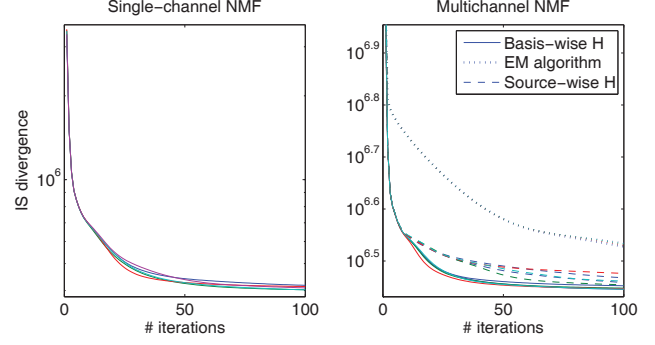 Single-channel NMF
IS divergence
10^6
0
50
100
# iterations
Multichannel NMF
Basis-wise H
EM algorithm
Source-wise H
10^6.9
10^6.8
10^6.7
10^6.6
10^6.5
0
50
100
# iterations